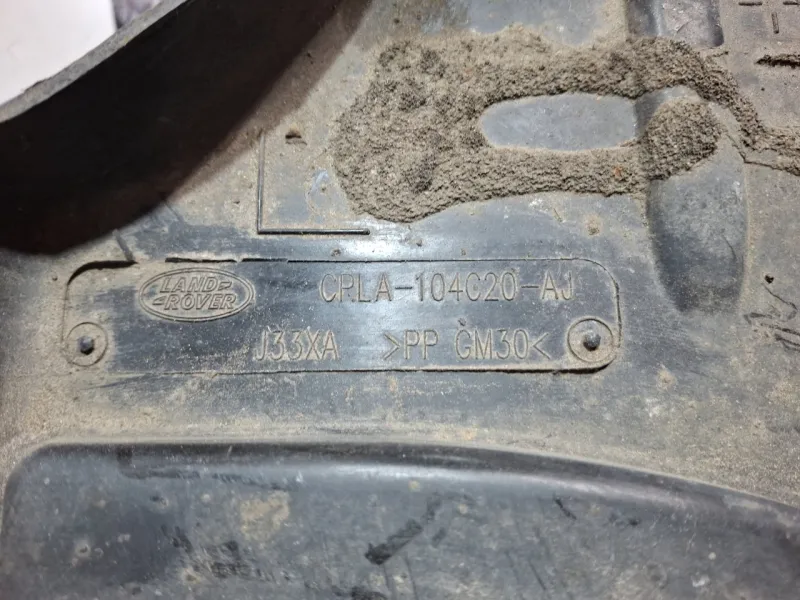 LAND-
-ROVER
CPLA-104C20-AJ
J33XA >PP GM30<